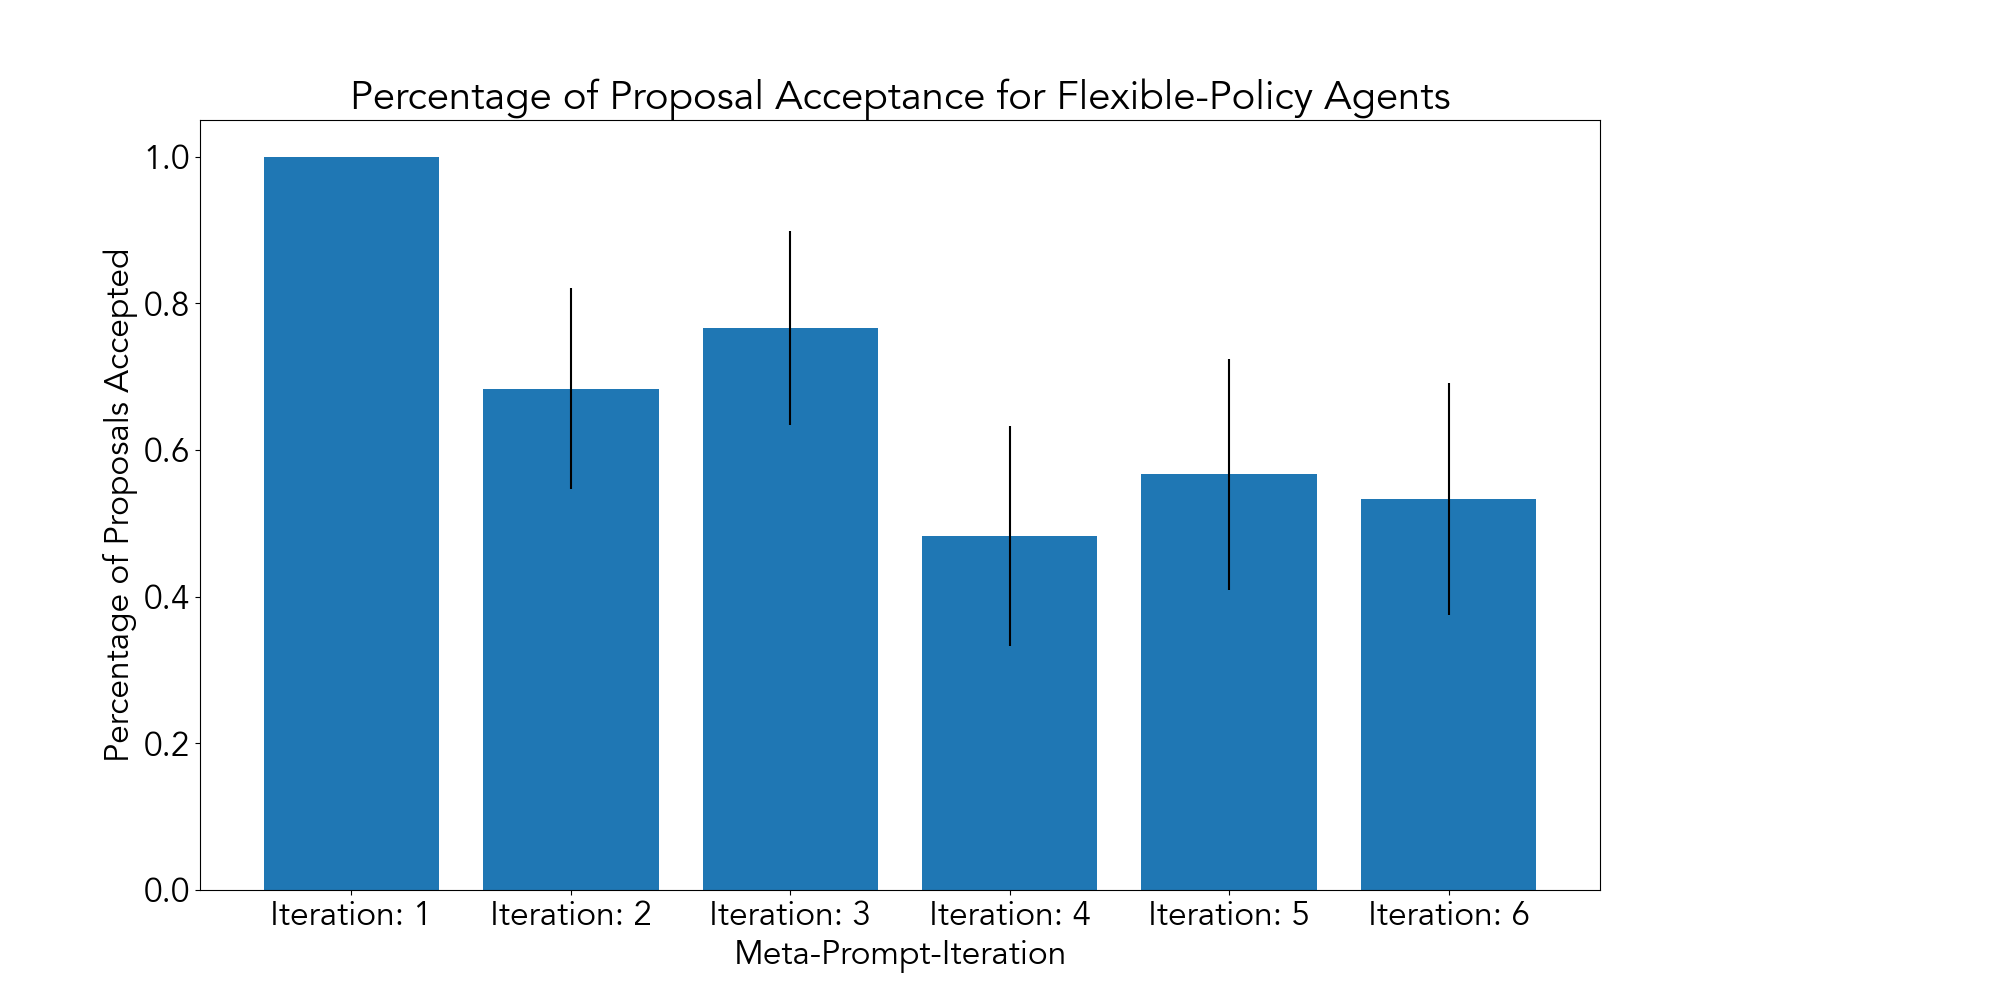 Percentage of Proposal Acceptance for Flexible-Policy Agents
Percentage of Proposals Accepted
1.0
0.8
0.6
0.4
0.2
0.0
Iteration: 1 Iteration: 2 Iteration: 3 Iteration: 4 Iteration: 5 Iteration: 6
Meta-Prompt-Iteration